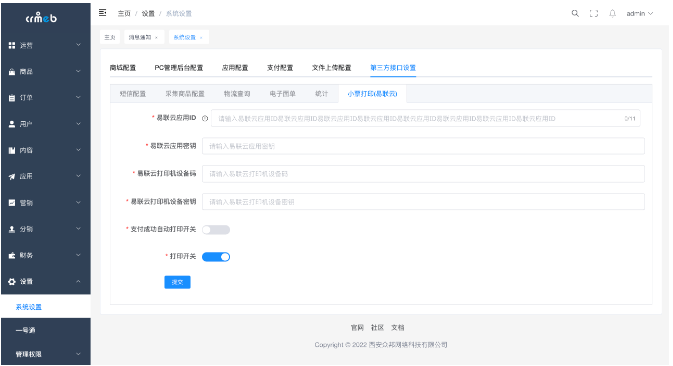 crmeb
主页 / 设置 / 系统设置
admin
主页 消息通知 × 系统设置 ×
运营
商品
订单
用户
内容
应用
营销
分销
财务
设置
系统设置
一号通
管理权限
商城配置 PC管理后台配置 应用配置 支付配置 文件上传配置 第三方接口设置
短信配置 采集商品配置 物流查询 电子面单 统计 小票打印(易联云)
* 易联云应用ID 请输入易联云应用ID易联云应用ID易联云应用ID易联云应用ID易联云应用ID易联云应用ID易联云应用ID易联云应用ID
* 易联云应用密钥 请输入易联云应用密钥
* 易联云打印机设备码 请输入易联云打印机设备码
* 易联云打印机设备密钥 请输入易联云打印机设备密钥
* 支付成功自动打印开关
* 打印开关
提交
官网 社区 文档
Copyright © 2022 西安众邦网络科技有限公司